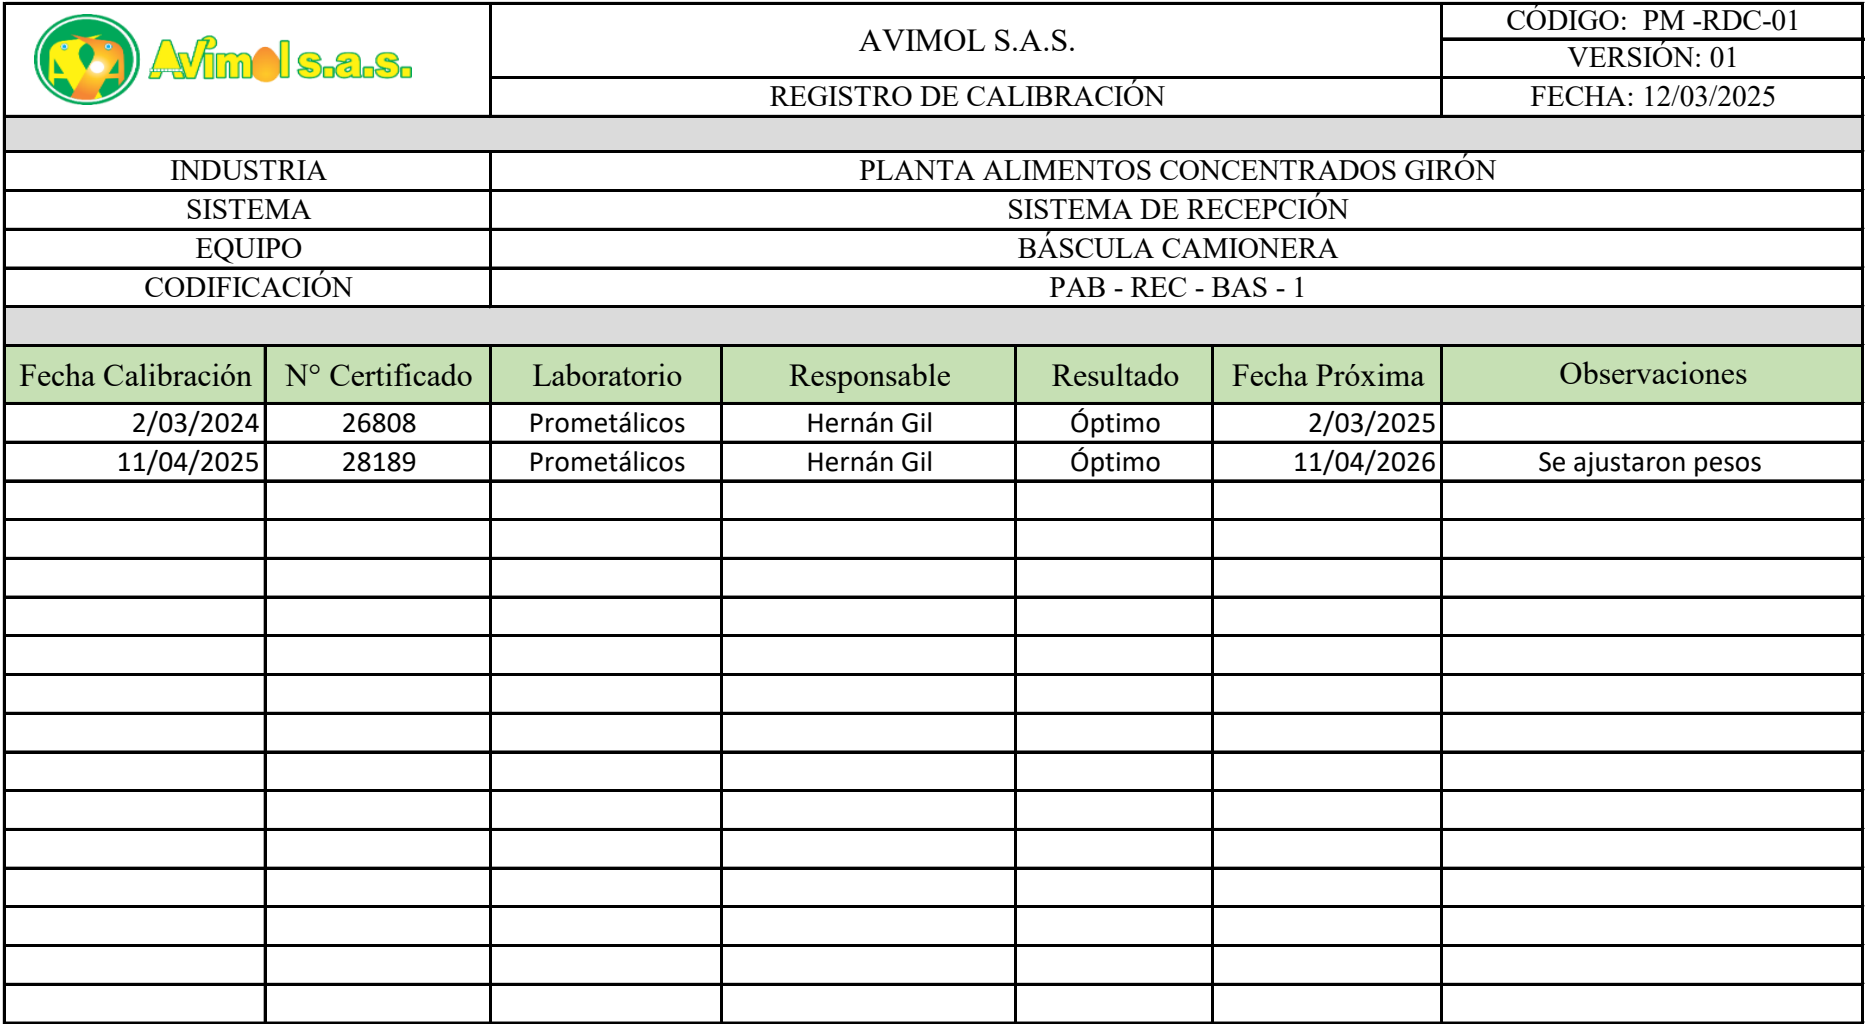 Avimol s.a.s.
AVIMOL S.A.S.
CÓDIGO: PM -RDC-01
VERSIÓN: 01
REGISTRO DE CALIBRACIÓN
FECHA: 12/03/2025
INDUSTRIA PLANTA ALIMENTOS CONCENTRADOS GIRÓN
SISTEMA SISTEMA DE RECEPCIÓN
EQUIPO BÁSCULA CAMIONERA
CODIFICACIÓN PAB - REC - BAS - 1
Fecha Calibración N° Certificado Laboratorio Responsable Resultado Fecha Próxima Observaciones
2/03/2024 26808 Prometálicos Hernán Gil Óptimo 2/03/2025
11/04/2025 28189 Prometálicos Hernán Gil Óptimo 11/04/2026 Se ajustaron pesos